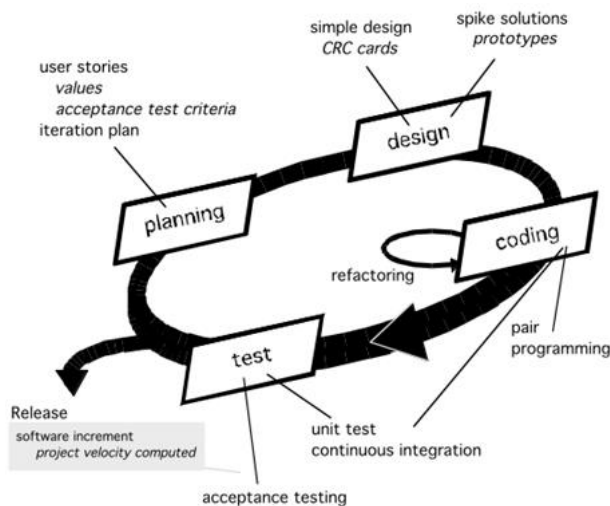 simple design
CRC cards
spike solutions
prototypes
user stories
values
acceptance test criteria
iteration plan
design
planning
coding
refactoring
test
pair
programming
Release
software increment
project velocity computed
unit test
continuous integration
acceptance testing